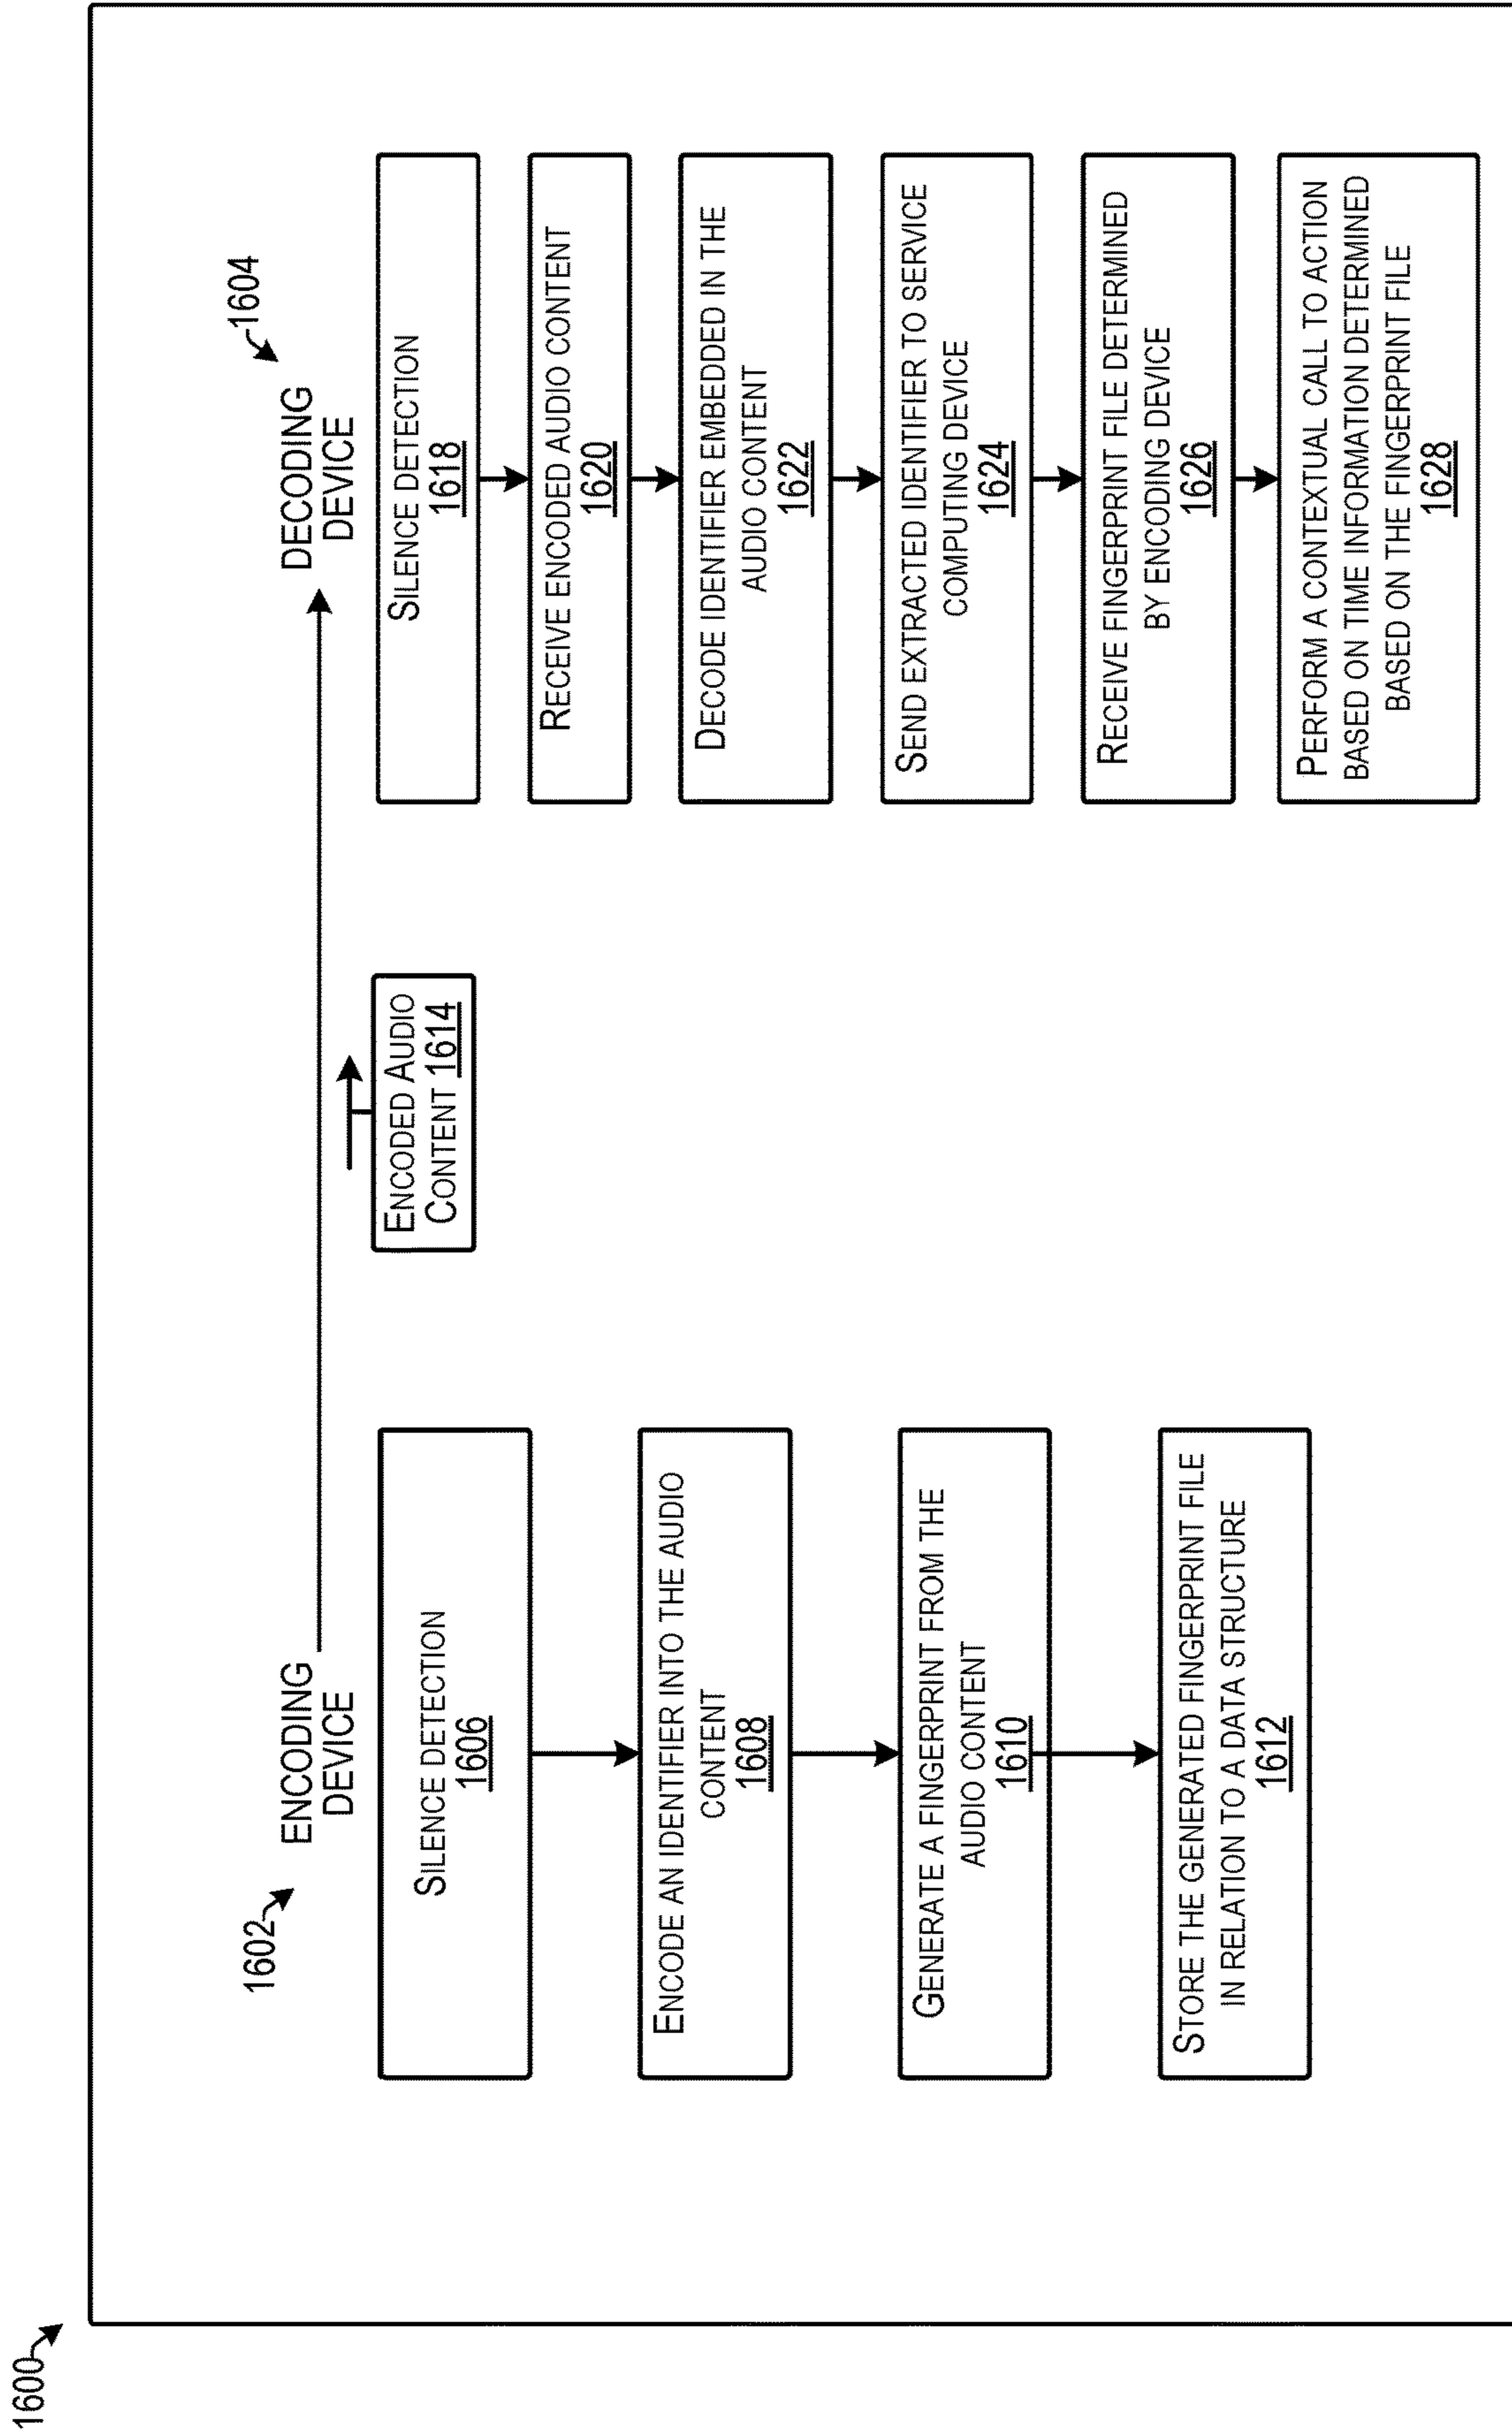 1600
1602
ENCODING
DEVICE
SILENCE DETECTION
1606
ENCODE AN IDENTIFIER INTO THE AUDIO
CONTENT
1608
GENERATE A FINGERPRINT FROM THE
AUDIO CONTENT
1610
STORE THE GENERATED FINGERPRINT FILE
IN RELATION TO A DATA STRUCTURE
1612
ENCODED AUDIO
CONTENT 1614
1604
DECODING
DEVICE
SILENCE DETECTION
1618
RECEIVE ENCODED AUDIO CONTENT
1620
DECODE IDENTIFIER EMBEDDED IN THE
AUDIO CONTENT
1622
SEND EXTRACTED IDENTIFIER TO SERVICE
COMPUTING DEVICE
1624
RECEIVE FINGERPRINT FILE DETERMINED
BY ENCODING DEVICE
1626
PERFORM A CONTEXTUAL CALL TO ACTION
BASED ON TIME INFORMATION DETERMINED
BASED ON THE FINGERPRINT FILE
1628